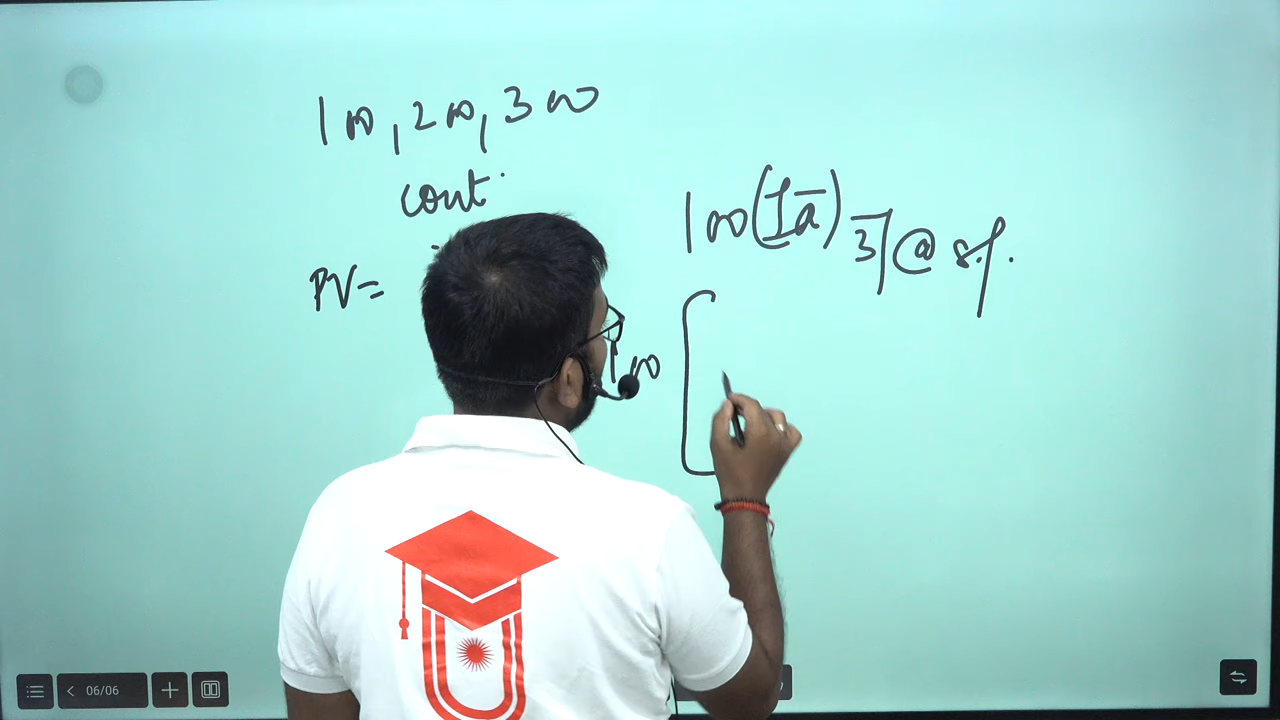 100, 200, 300
cont.
PV =
100 (Iā) 3̅| @ 8%.
100 [
06/06